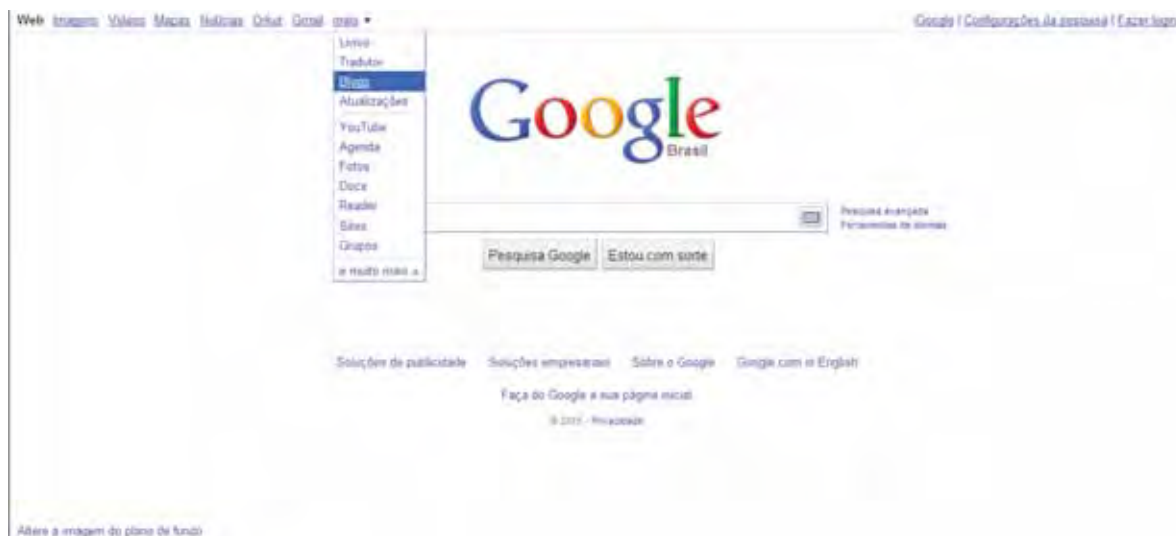 Web Imagens Vídeos Mapas Notícias Orkut Gmail mais ▼
Google | Configurações da pesquisa | Fazer login
Livros
Tradutor
Blogs
Atualizações
YouTube
Agenda
Fotos
Docs
Reader
Sites
Grupos
e muito mais »
Google
Brasil
Pesquisa avançada
Ferramentas de idiomas
Pesquisa Google
Estou com sorte
Soluções de publicidade Soluções empresariais Sobre o Google Google.com in English
Faça do Google a sua página inicial
© - Privacidade
Altere a imagem do plano de fundo